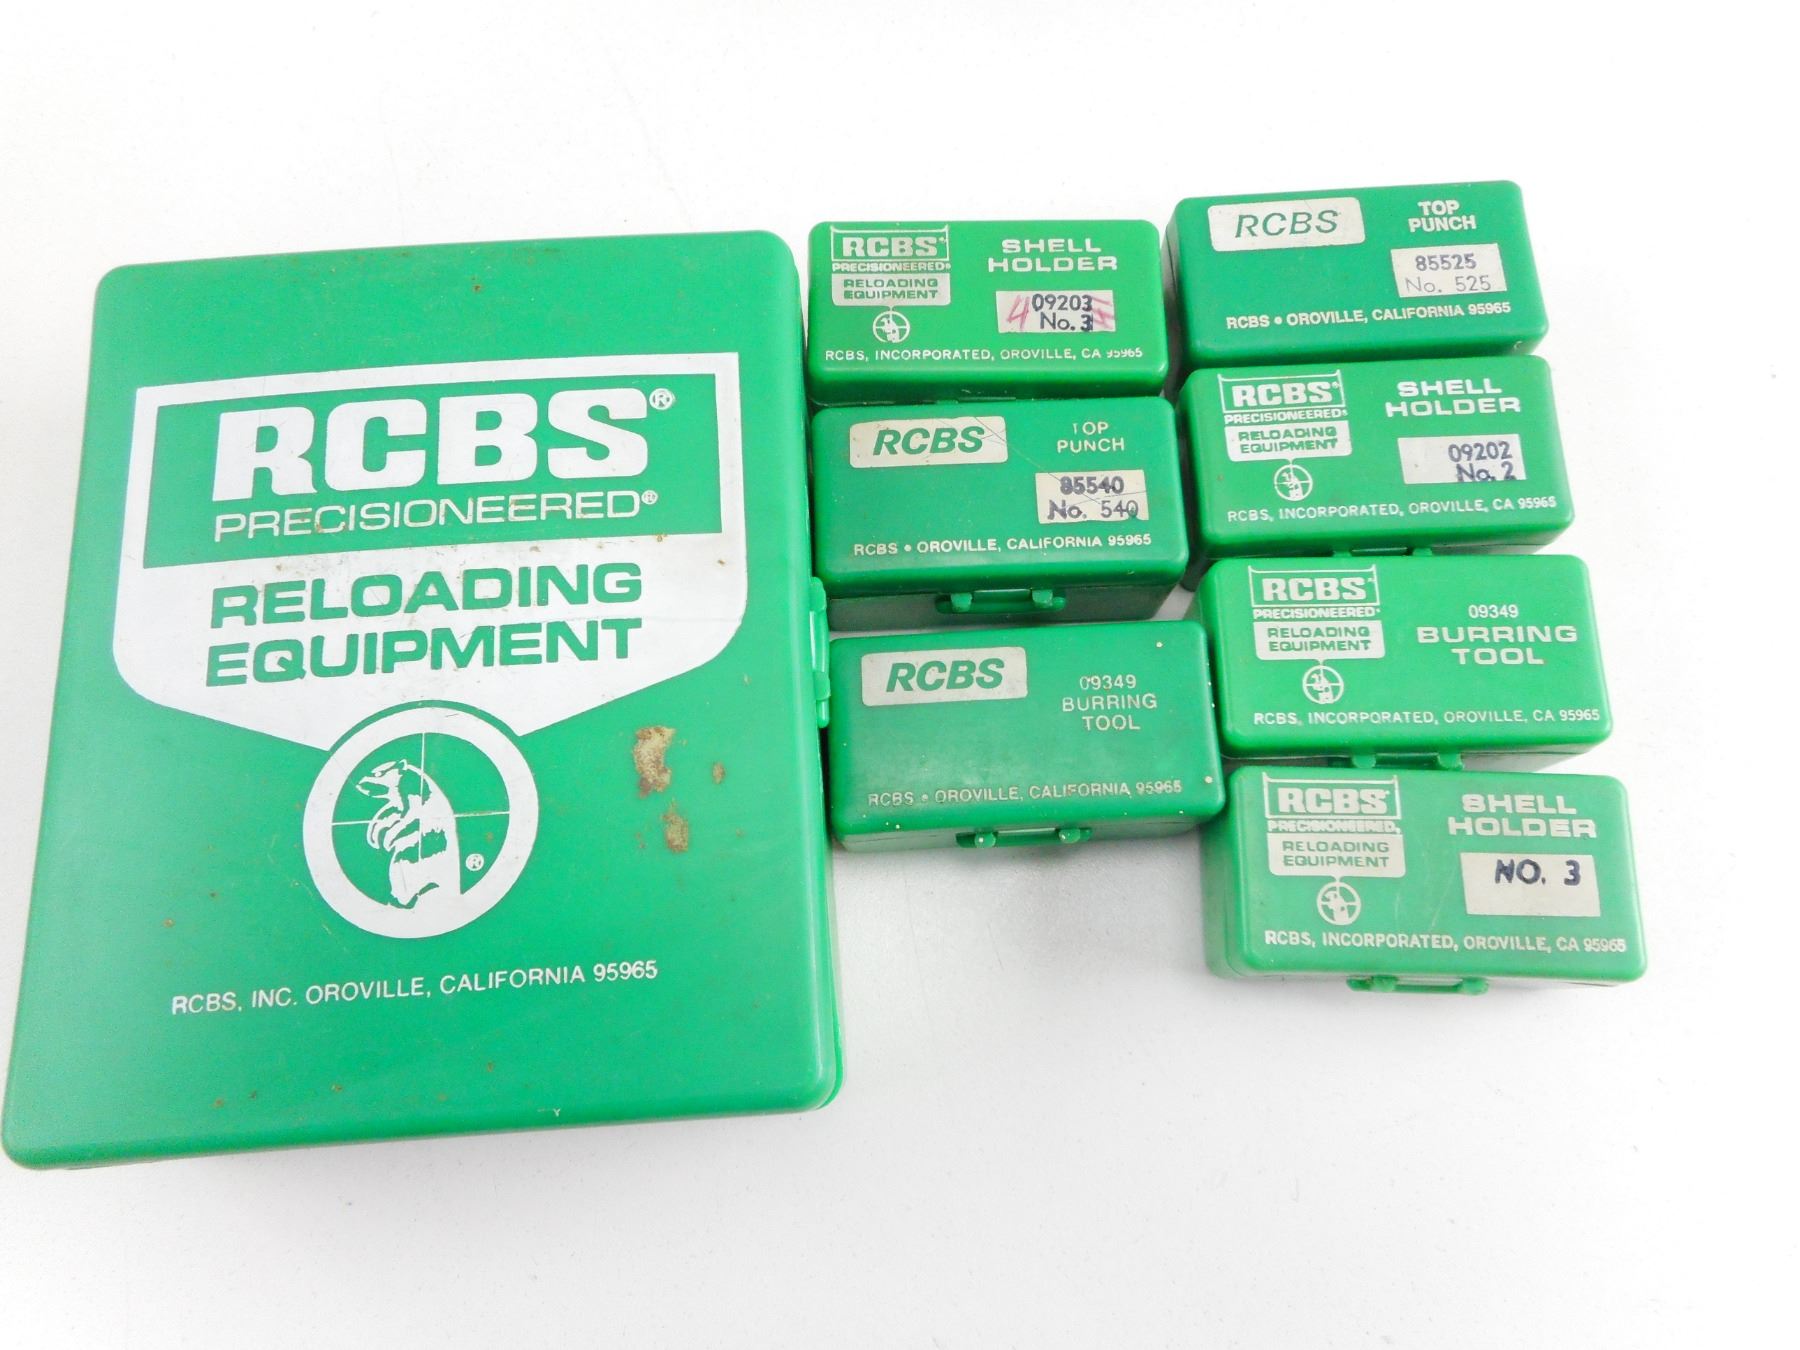 RCBS®
PRECISIONEERED®
RELOADING
EQUIPMENT
®
RCBS, INC. OROVILLE, CALIFORNIA 95965
RCBS
PRECISIONEERED®
RELOADING
EQUIPMENT
SHELL
HOLDER
4 09203
No. 3
RCBS, INCORPORATED, OROVILLE, CA 95965
RCBS
TOP
PUNCH
85540
No. 540
RCBS • OROVILLE, CALIFORNIA 95965
RCBS
09349
BURRING
TOOL
RCBS • OROVILLE, CALIFORNIA 95965
RCBS
TOP
PUNCH
85525
No. 525
RCBS • OROVILLE, CALIFORNIA 95965
RCBS
PRECISIONEERED®
RELOADING
EQUIPMENT
SHELL
HOLDER
09202
No. 2
RCBS, INCORPORATED, OROVILLE, CA 95965
RCBS
PRECISIONEERED
RELOADING
EQUIPMENT
09349
BURRING
TOOL
RCBS, INCORPORATED, OROVILLE, CA 95965
RCBS
PRECISIONEERED
RELOADING
EQUIPMENT
SHELL
HOLDER
NO. 3
RCBS, INCORPORATED, OROVILLE, CA 95965